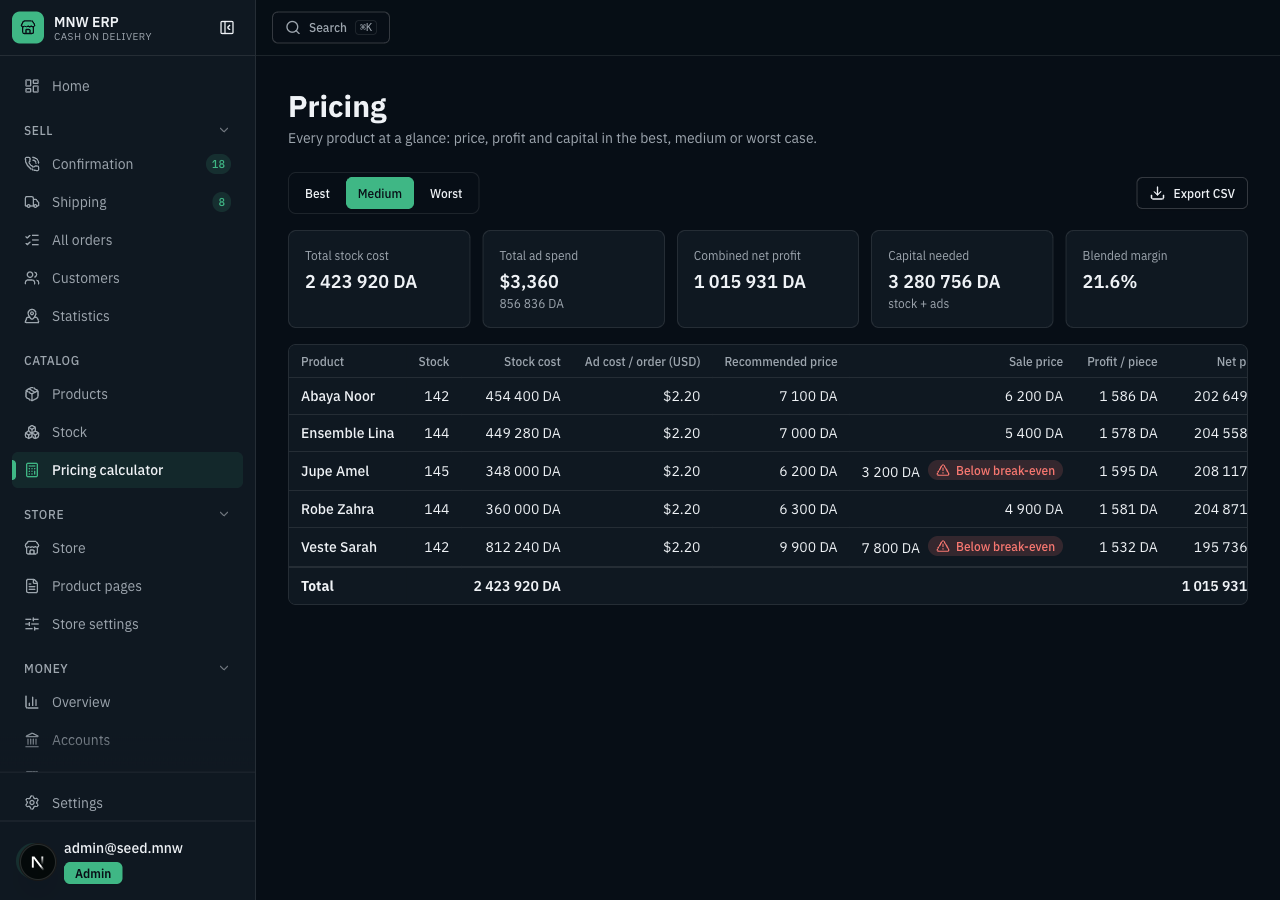 MNW ERP
CASH ON DELIVERY
Search ⌘K
Home
SELL
Confirmation 18
Shipping 8
All orders
Customers
Statistics
CATALOG
Products
Stock
Pricing calculator
STORE
Store
Product pages
Store settings
MONEY
Overview
Accounts
Settings
N
admin@seed.mnw
Admin
Pricing
Every product at a glance: price, profit and capital in the best, medium or worst case.
Best Medium Worst
Export CSV
Total stock cost
2 423 920 DA
Total ad spend
$3,360
856 836 DA
Combined net profit
1 015 931 DA
Capital needed
3 280 756 DA
stock + ads
Blended margin
21.6%
Product Stock Stock cost Ad cost / order (USD) Recommended price Sale price Profit / piece Net p
Abaya Noor 142 454 400 DA $2.20 7 100 DA 6 200 DA 1 586 DA 202 649
Ensemble Lina 144 449 280 DA $2.20 7 000 DA 5 400 DA 1 578 DA 204 558
Jupe Amel 145 348 000 DA $2.20 6 200 DA 3 200 DA Below break-even 1 595 DA 208 117
Robe Zahra 144 360 000 DA $2.20 6 300 DA 4 900 DA 1 581 DA 204 871
Veste Sarah 142 812 240 DA $2.20 9 900 DA 7 800 DA Below break-even 1 532 DA 195 736
Total 2 423 920 DA 1 015 931